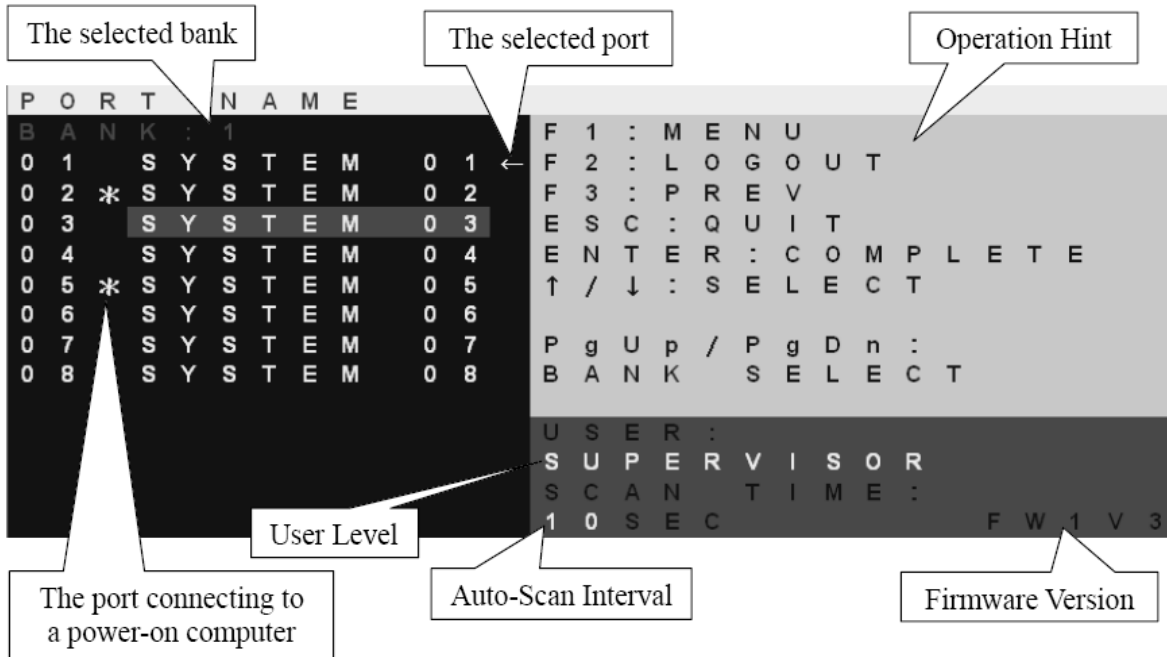 The selected bank
The selected port
Operation Hint
PORT NAME
BANK:1
01 SYSTEM 01 ←
02 * SYSTEM 02
03 SYSTEM 03
04 SYSTEM 04
05 * SYSTEM 05
06 SYSTEM 06
07 SYSTEM 07
08 SYSTEM 08
F1:MENU
F2:LOGOUT
F3:PREV
ESC:QUIT
ENTER:COMPLETE
↑/↓:SELECT
PgUp/PgDn:
BANK SELECT
USER:
SUPERVISOR
SCAN TIME:
10SEC FW1V3
User Level
The port connecting to
a power-on computer
Auto-Scan Interval
Firmware Version